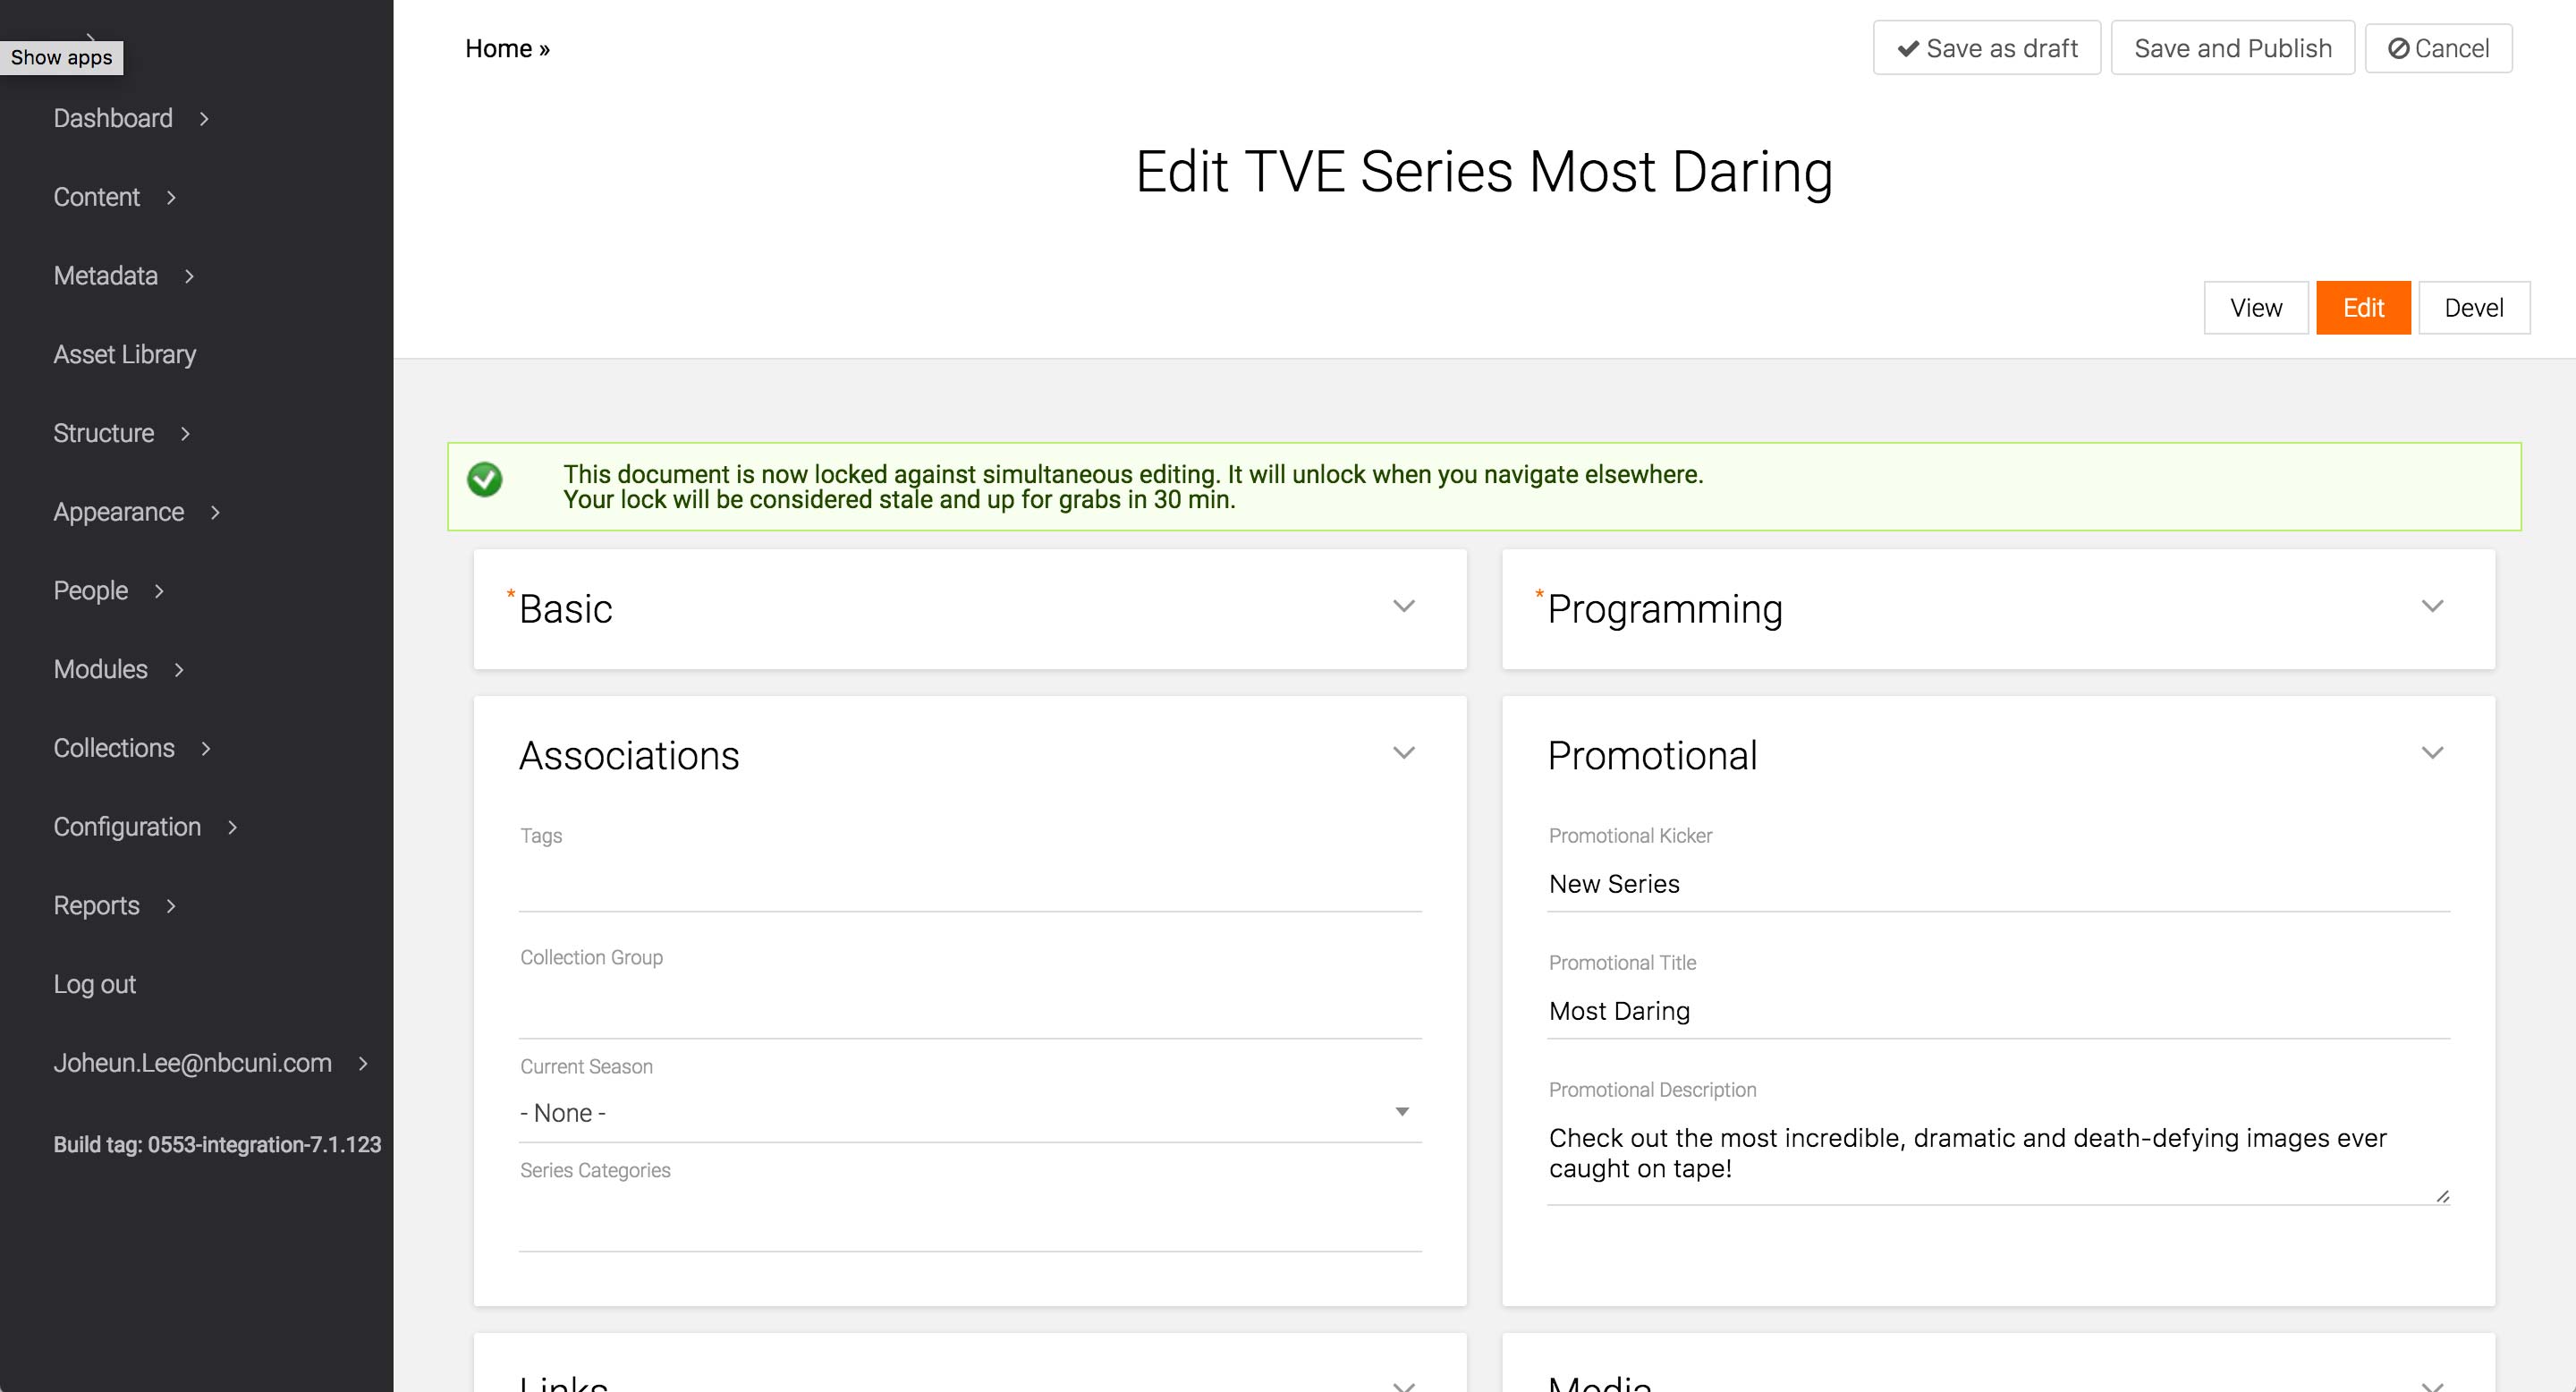 Show apps
Dashboard
Content
Metadata
Asset Library
Structure
Appearance
People
Modules
Collections
Configuration
Reports
Log out
Joheun.Lee@nbcuni.com
Build tag: 0553-integration-7.1.123
Home »
Save as draft
Save and Publish
Cancel
Edit TVE Series Most Daring
View
Edit
Devel
This document is now locked against simultaneous editing. It will unlock when you navigate elsewhere.
Your lock will be considered stale and up for grabs in 30 min.
*Basic
*Programming
Associations
Tags
Collection Group
Current Season
- None -
Series Categories
Promotional
Promotional Kicker
New Series
Promotional Title
Most Daring
Promotional Description
Check out the most incredible, dramatic and death-defying images ever
caught on tape!
Links
Media